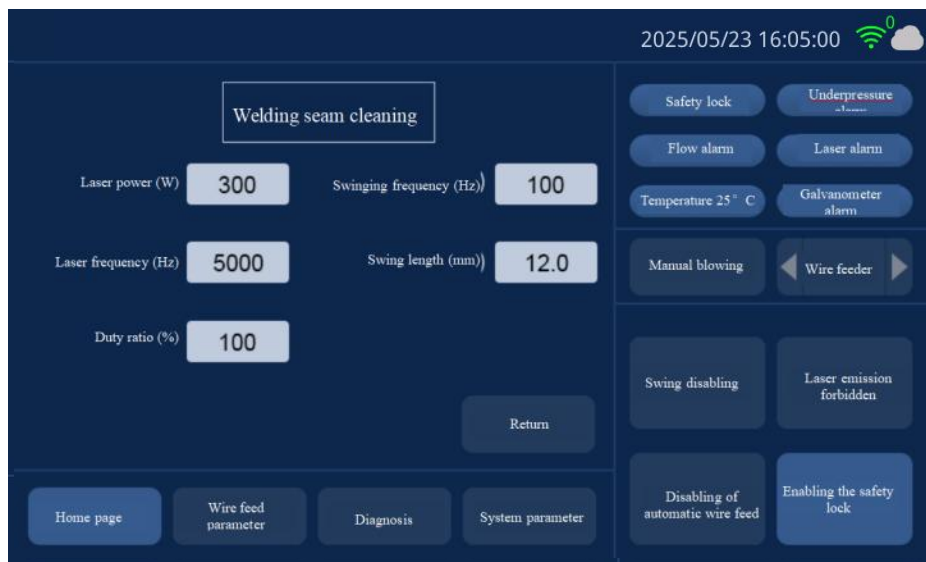 2025/05/23 16:05:00
0
Welding seam cleaning
Laser power (W)
300
Swinging frequency (Hz))
100
Laser frequency (Hz)
5000
Swing length (mm))
12.0
Duty ratio (%)
100
Return
Home page
Wire feed
parameter
Diagnosis
System parameter
Safety lock
Underpressure
alarm
Flow alarm
Laser alarm
Temperature 25° C
Galvanometer
alarm
Manual blowing
Wire feeder
Swing disabling
Laser emission
forbidden
Disabling of
automatic wire feed
Enabling the safety
lock